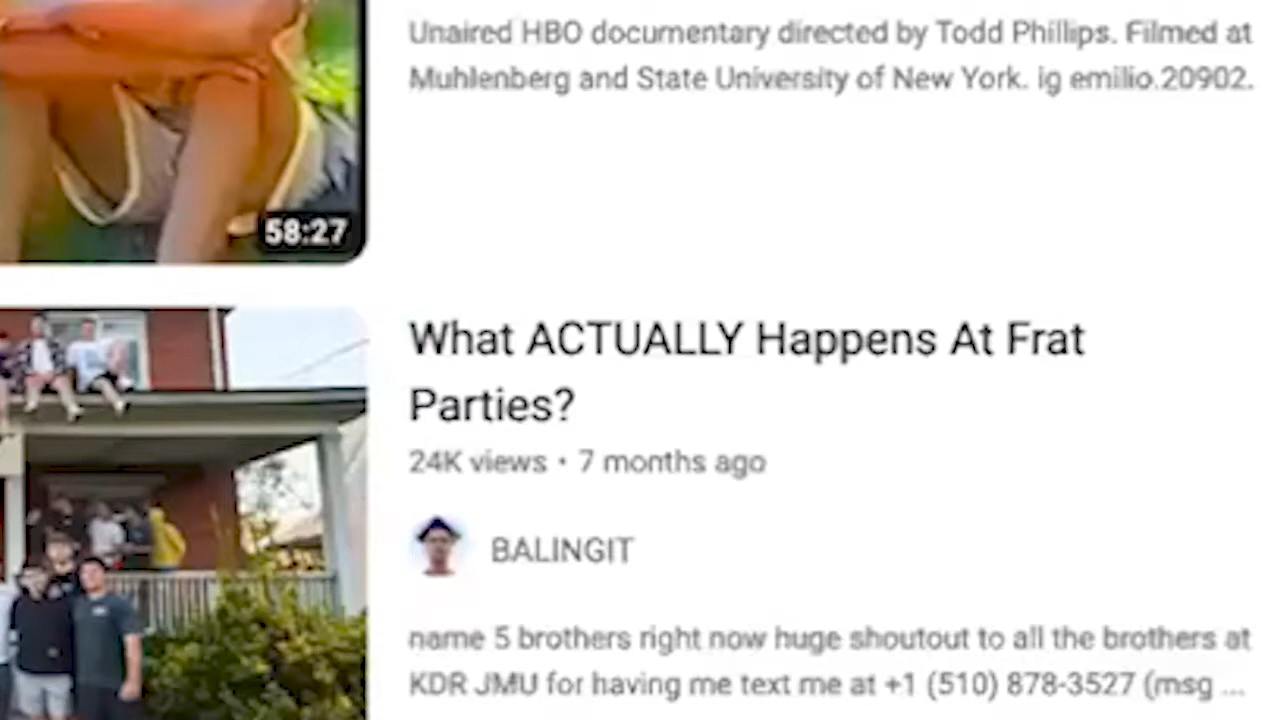 Unaired HBO documentary directed by Todd Phillips. Filmed at
Muhlenberg and State University of New York. ig emilio.20902.
58:27
What ACTUALLY Happens At Frat
Parties?
24K views • 7 months ago
BALINGIT
name 5 brothers right now huge shoutout to all the brothers at
KDR JMU for having me text me at +1 (510) 878-3527 (msg ...